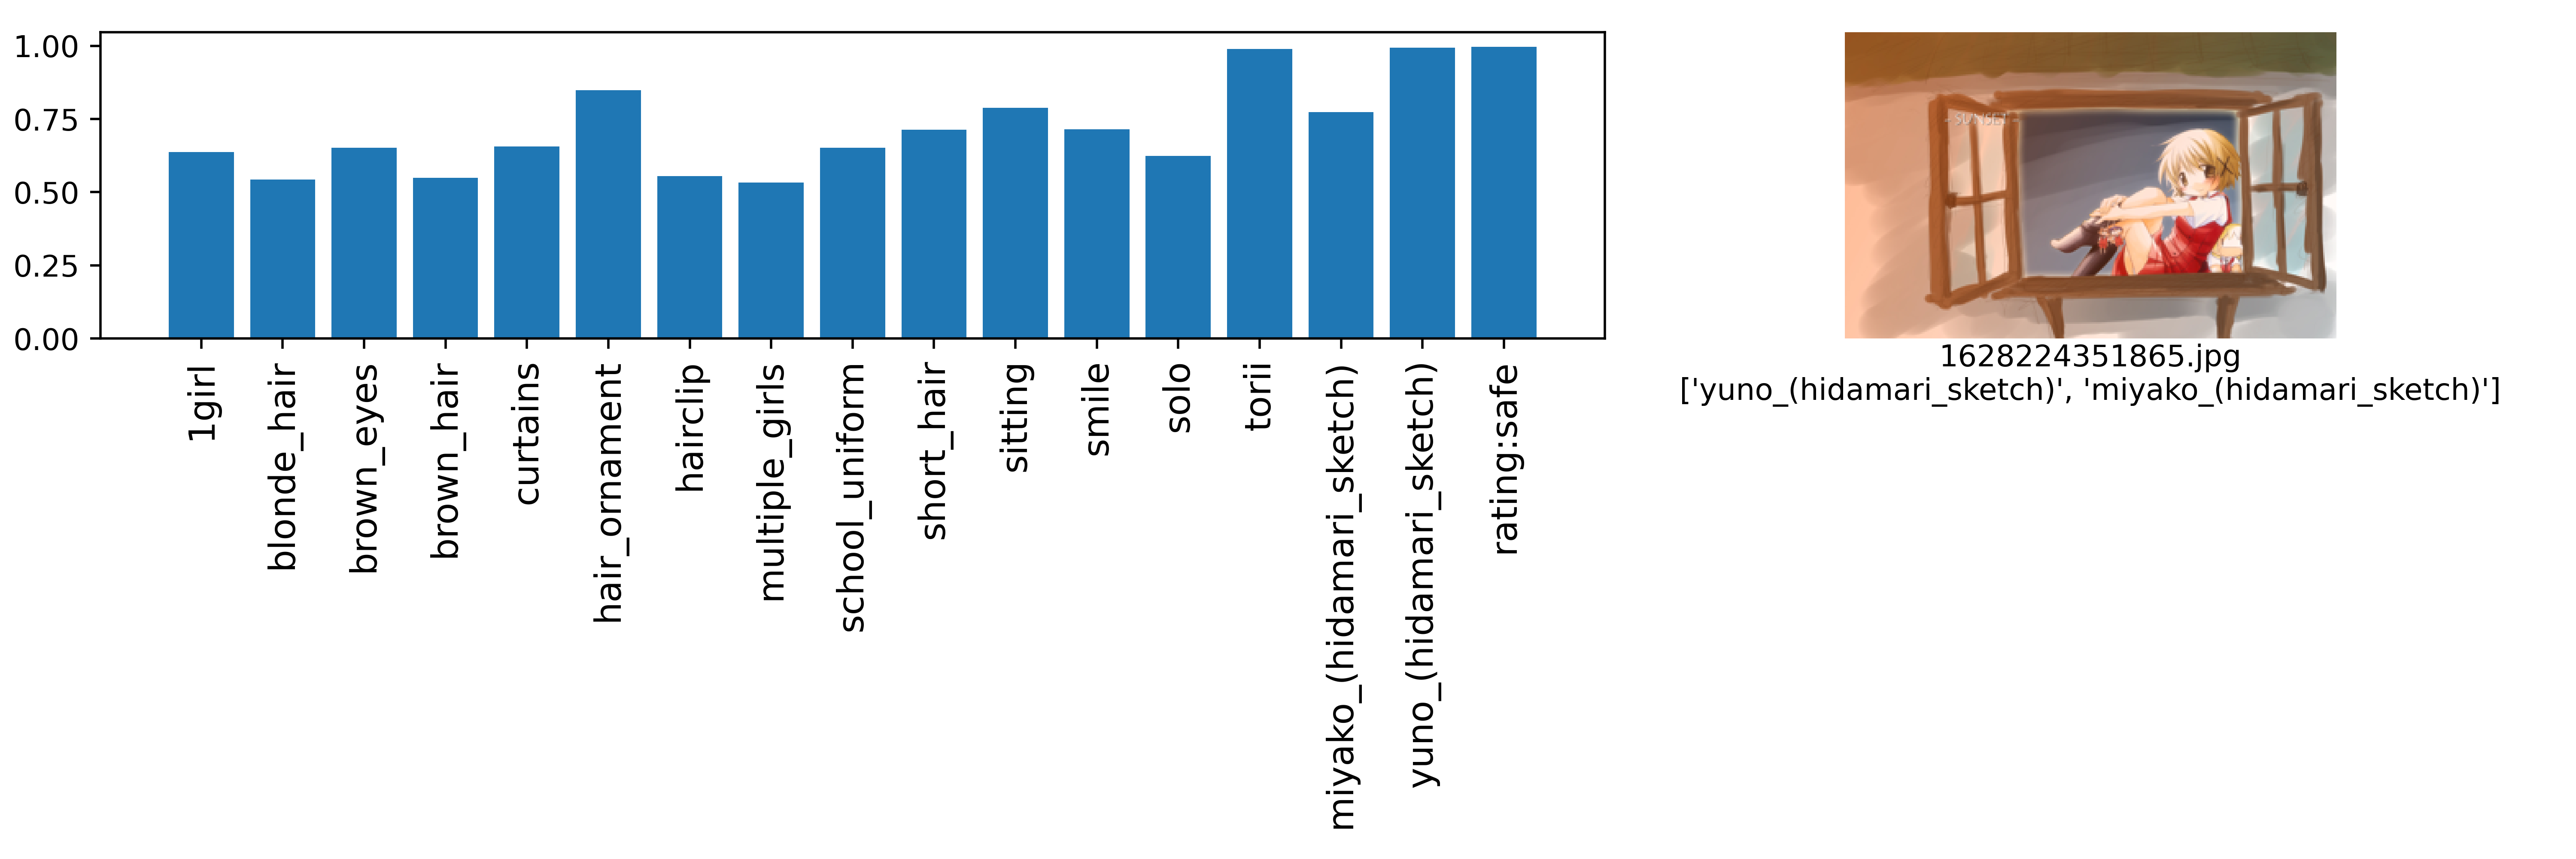 1.00
0.75
0.50
0.25
0.00
1girl
blonde_hair
brown_eyes
brown_hair
curtains
hair_ornament
hairclip
multiple_girls
school_uniform
short_hair
sitting
smile
solo
torii
miyako_(hidamari_sketch)
yuno_(hidamari_sketch)
rating:safe
- SUNSET -
1628224351865.jpg
['yuno_(hidamari_sketch)', 'miyako_(hidamari_sketch)']